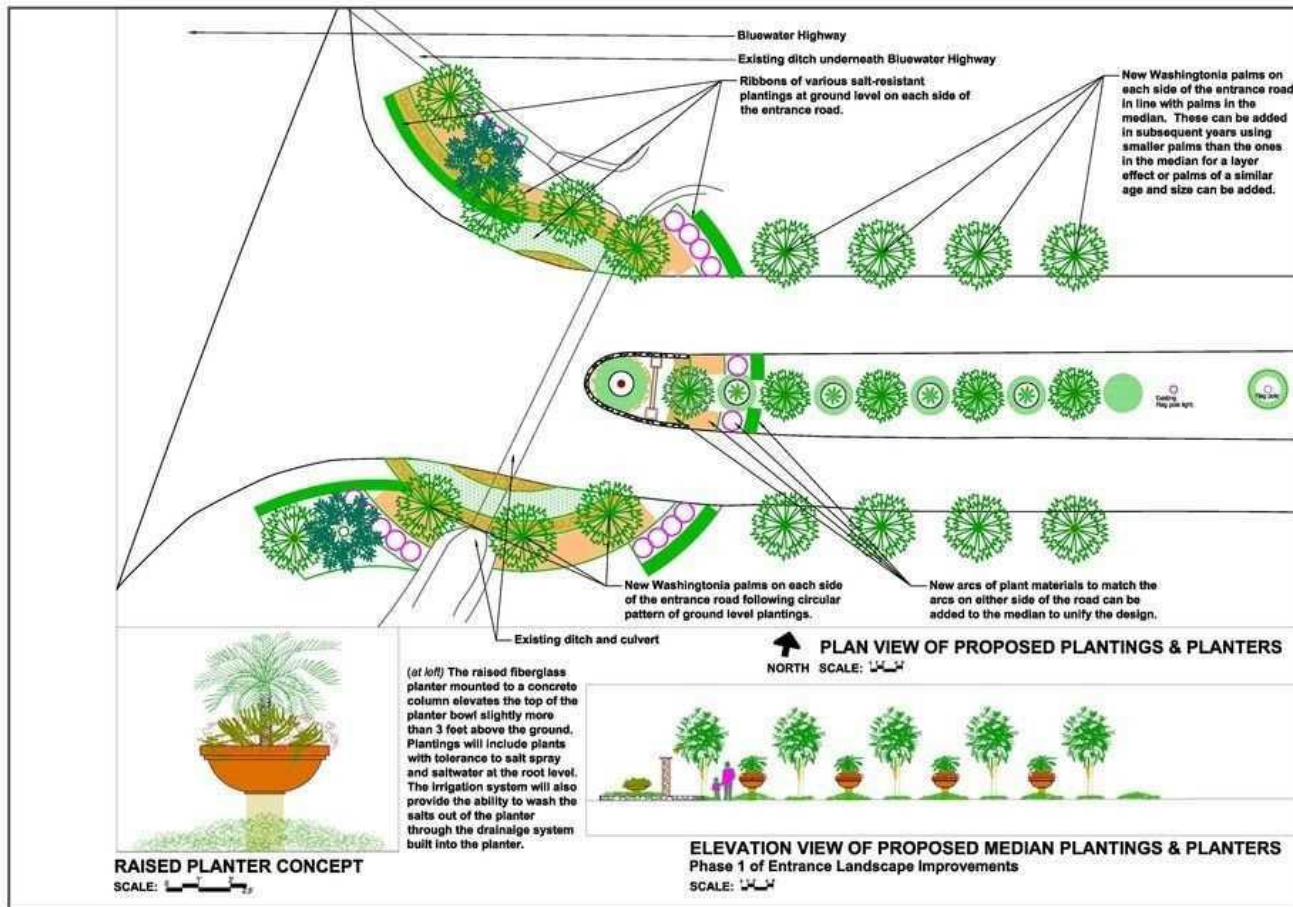 Bluewater Highway
Existing ditch underneath Bluewater Highway
Ribbons of various salt-resistant
plantings at ground level on each side of
the entrance road.
New Washingtonia palms on
each side of the entrance road
in line with palms in the
median. These can be added
in subsequent years using
smaller palms than the ones
in the median for a layer
effect or palms of a similar
age and size can be added.
Existing
flag pole light
Flag pole
New Washingtonia palms on each side
of the entrance road following circular
pattern of ground level plantings.
New arcs of plant materials to match the
arcs on either side of the road can be
added to the median to unify the design.
Existing ditch and culvert
PLAN VIEW OF PROPOSED PLANTINGS & PLANTERS
NORTH SCALE:
(at left) The raised fiberglass
planter mounted to a concrete
column elevates the top of the
planter bowl slightly more
than 3 feet above the ground.
Plantings will include plants
with tolerance to salt spray
and saltwater at the root level.
The irrigation system will also
provide the ability to wash the
salts out of the planter
through the drainaige system
built into the planter.
RAISED PLANTER CONCEPT
SCALE:
ELEVATION VIEW OF PROPOSED MEDIAN PLANTINGS & PLANTERS
Phase 1 of Entrance Landscape Improvements
SCALE: